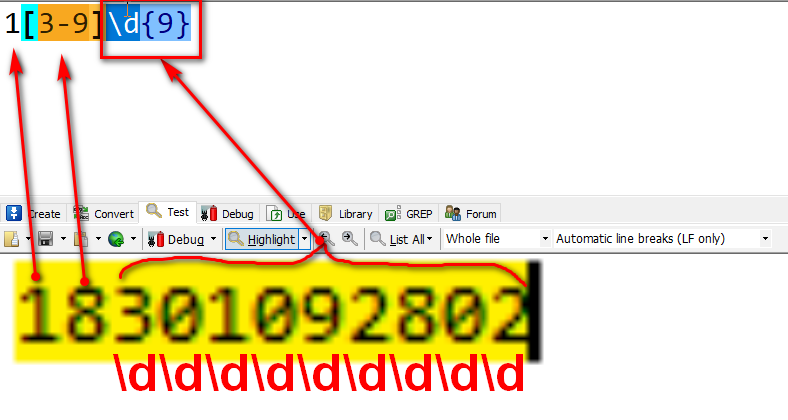 1[3-9]\d{9}
Create Convert Test Debug Use Library GREP Forum
Debug Highlight List All Whole file Automatic line breaks (LF only)
18301092802
\d\d\d\d\d\d\d\d\d